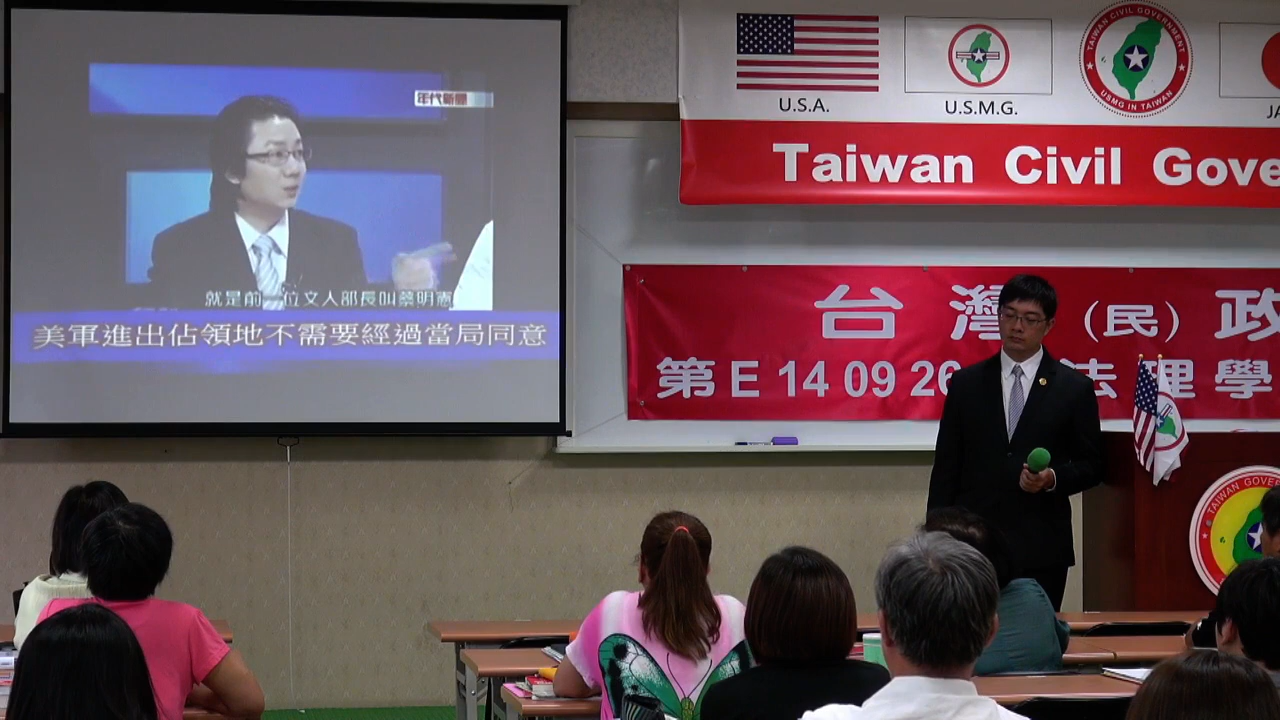 年代新聞
就是前一位文人部長叫蔡明憲
美軍進出佔領地不需要經過當局同意
U.S.A.
U.S.M.G.
TAIWAN CIVIL GOVERNMENT
USMG IN TAIWAN
JA
Taiwan Civil Gove
台灣(民)政
第E 14 09 26 法理學
TAIWAN GOVER